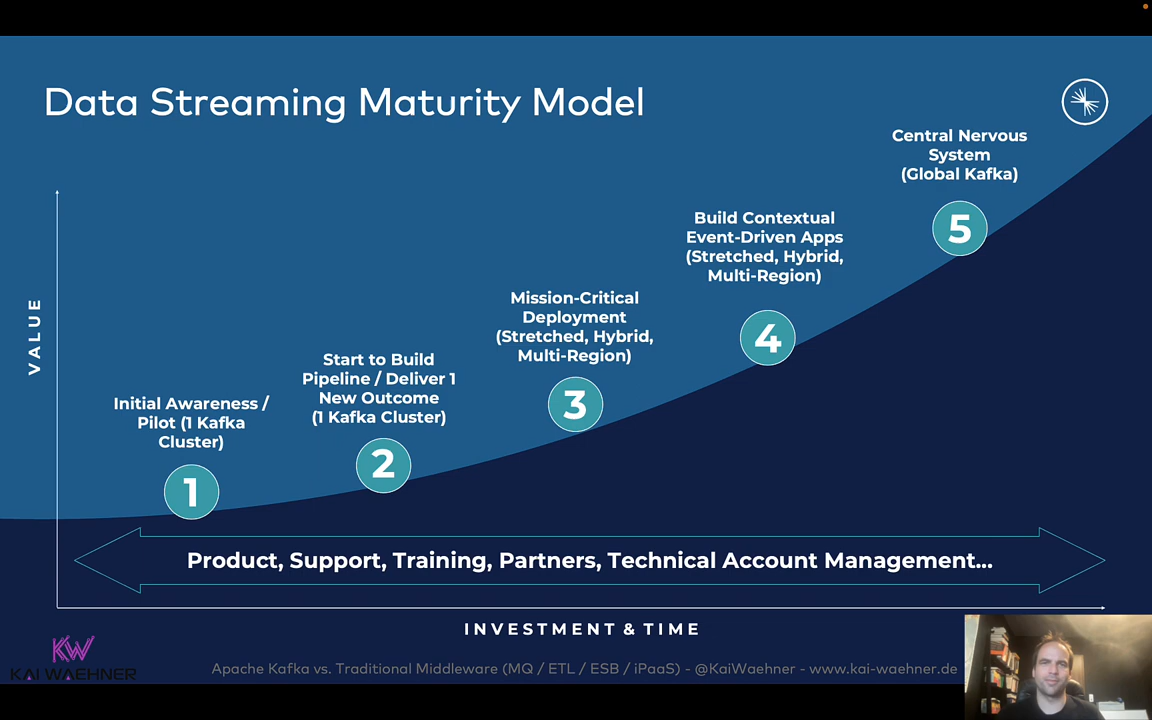 Data Streaming Maturity Model
Central Nervous
System
(Global Kafka)
Build Contextual
Event-Driven Apps
(Stretched, Hybrid,
Multi-Region)
5
Mission-Critical
Deployment
(Stretched, Hybrid,
Multi-Region)
4
Start to Build
Pipeline / Deliver 1
New Outcome
(1 Kafka Cluster)
3
Initial Awareness /
Pilot (1 Kafka
Cluster)
2
1
VALUE
Product, Support, Training, Partners, Technical Account Management...
INVESTMENT & TIME
KW
KAI WAEHNER
Apache Kafka vs. Traditional Middleware (MQ / ETL / ESB / iPaaS) - @KaiWaehner - www.kai-waehner.de